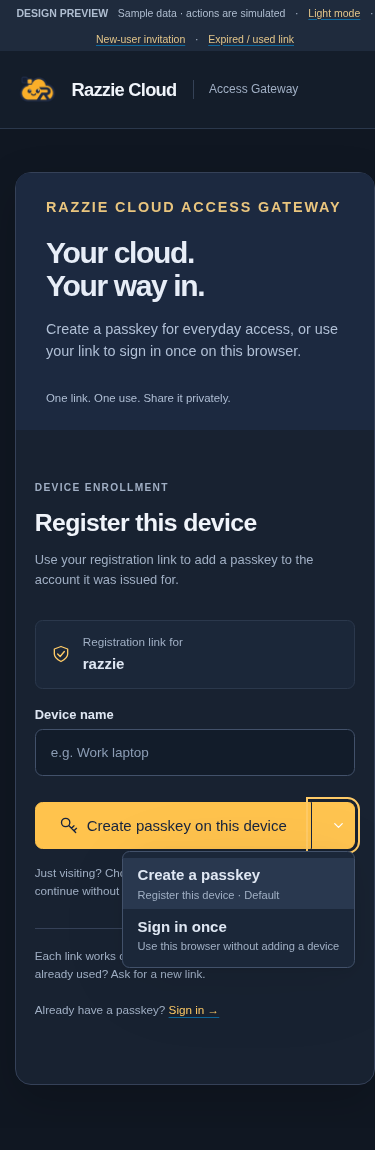 DESIGN PREVIEW Sample data · actions are simulated · Light mode ·
New-user invitation · Expired / used link
Razzie Cloud Access Gateway
RAZZIE CLOUD ACCESS GATEWAY
Your cloud.
Your way in.
Create a passkey for everyday access, or use
your link to sign in once on this browser.
One link. One use. Share it privately.
DEVICE ENROLLMENT
Register this device
Use your registration link to add a passkey to the
account it was issued for.
Registration link for
razzie
Device name
e.g. Work laptop
Create passkey on this device
Just visiting?
continue without
Create a passkey
Register this device · Default
Sign in once
Use this browser without adding a device
Each link works
already used? Ask for a new link.
Already have a passkey? Sign in →